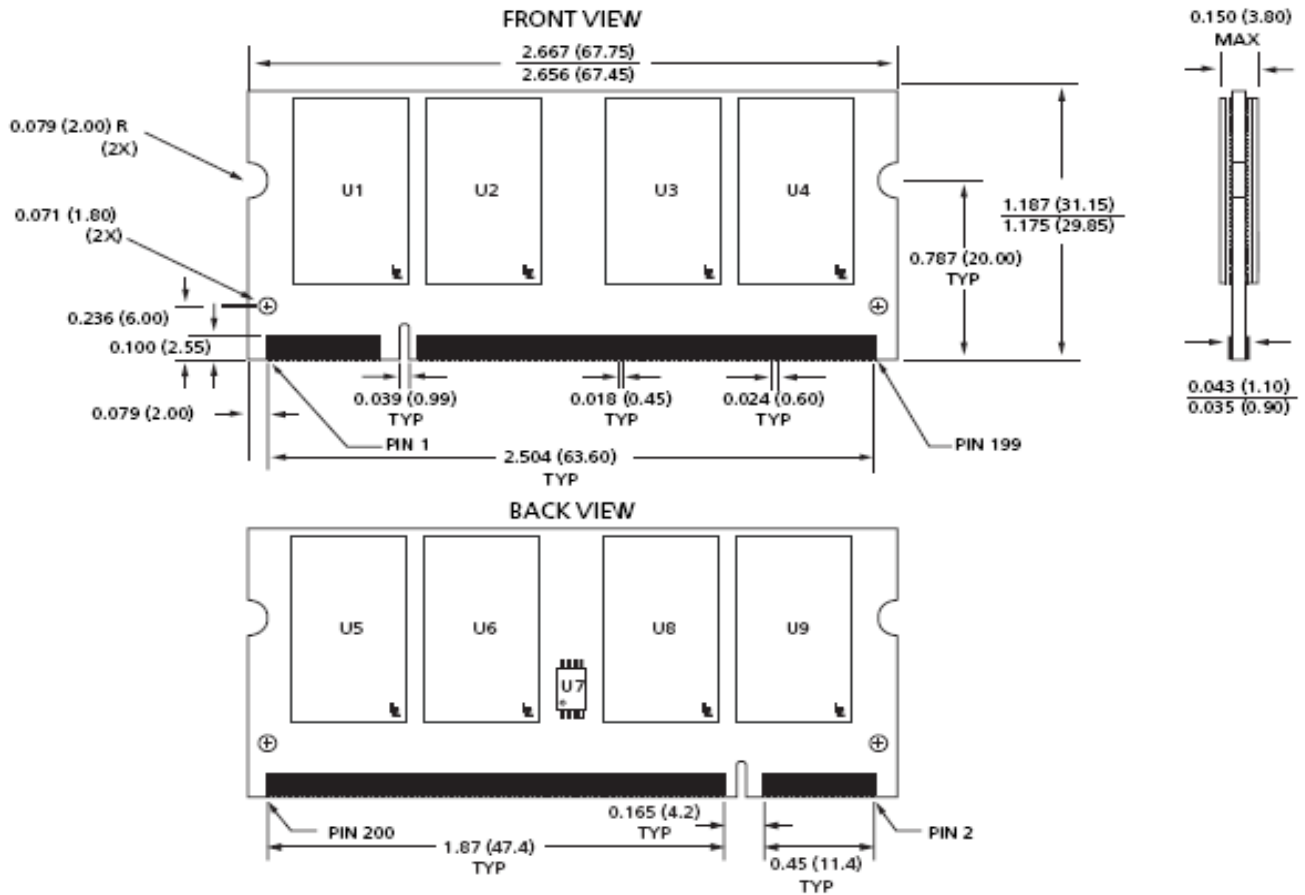 FRONT VIEW
2.667 (67.75)
2.656 (67.45)
0.150 (3.80)
MAX
0.079 (2.00) R
(2X)
U1
U2
U3
U4
0.071 (1.80)
(2X)
1.187 (31.15)
1.175 (29.85)
0.787 (20.00)
TYP
0.236 (6.00)
0.100 (2.55)
0.079 (2.00)
0.039 (0.99)
TYP
0.018 (0.45)
TYP
0.024 (0.60)
TYP
0.043 (1.10)
0.035 (0.90)
PIN 1
PIN 199
2.504 (63.60)
TYP
BACK VIEW
U5
U6
U7
U8
U9
PIN 200
0.165 (4.2)
TYP
PIN 2
1.87 (47.4)
TYP
0.45 (11.4)
TYP